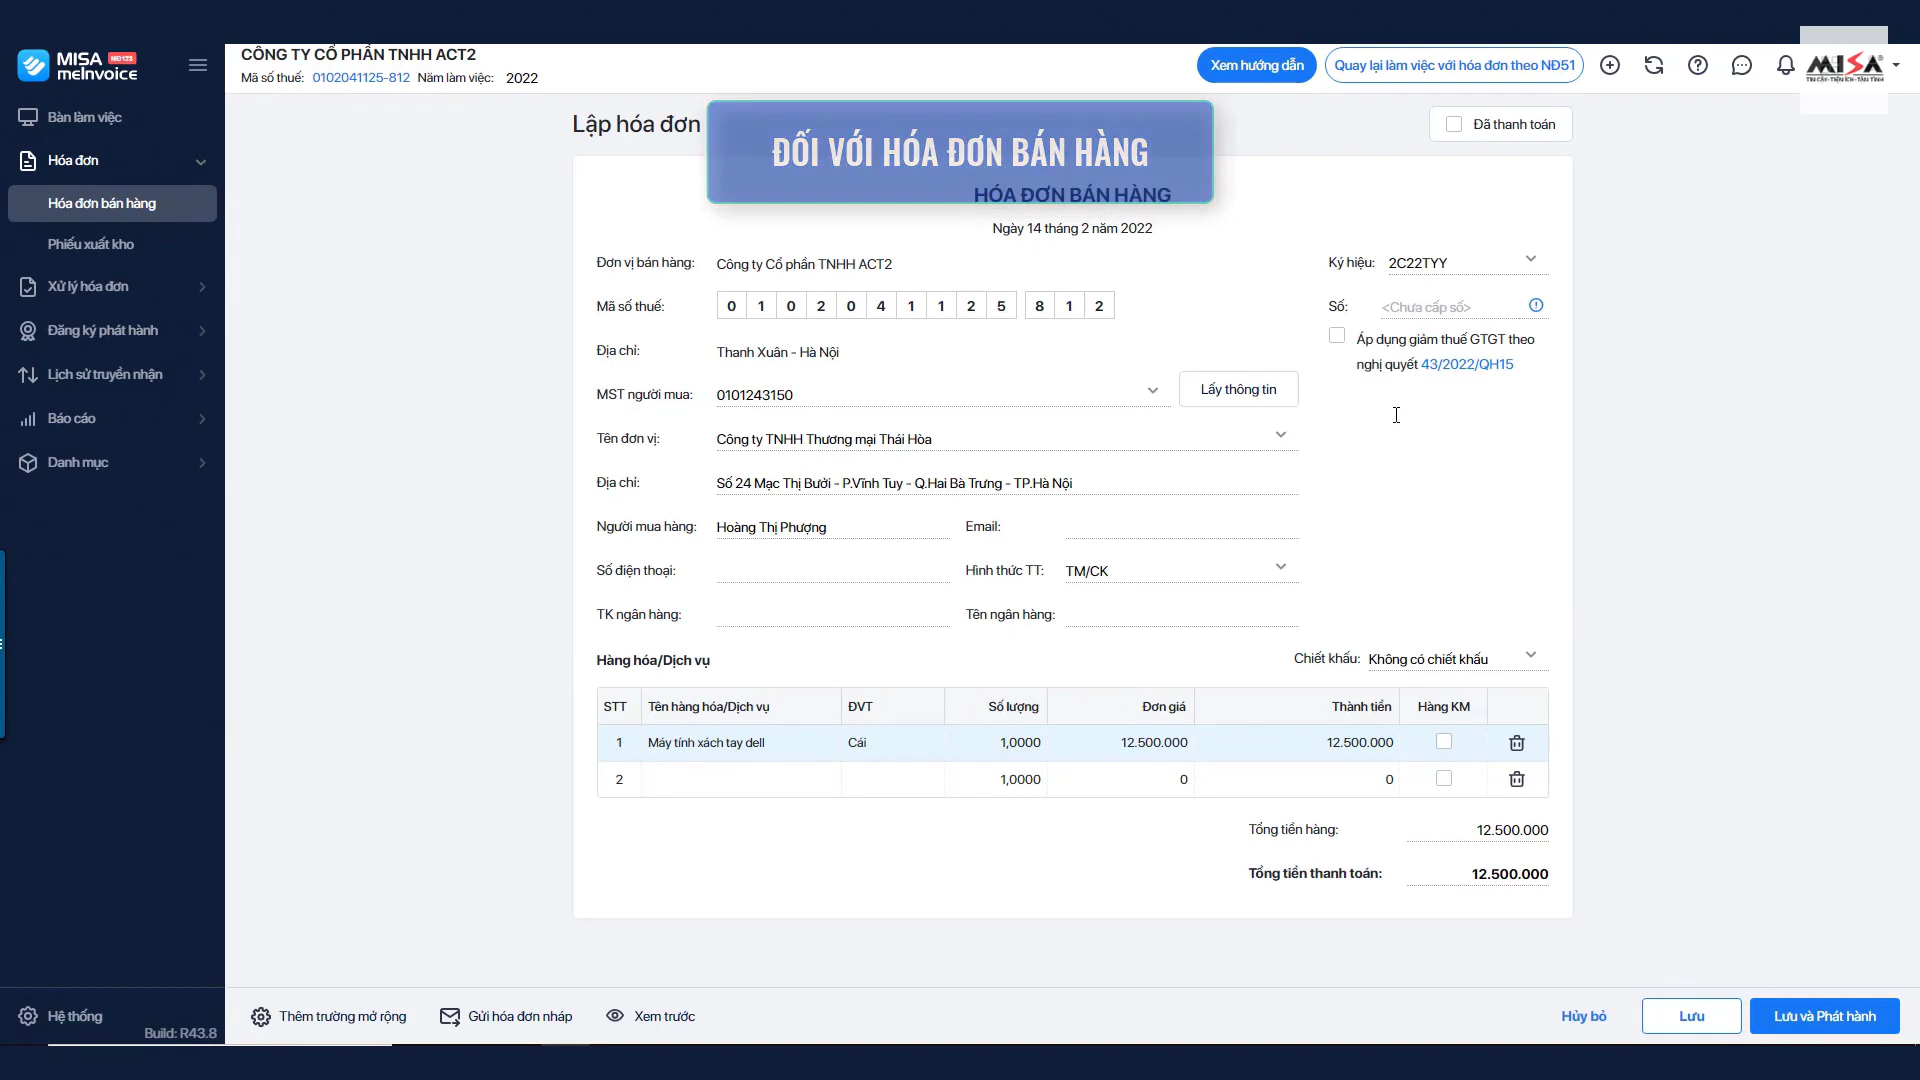 MISA NĐ123
meInvoice
CÔNG TY CỔ PHẦN TNHH ACT2
Mã số thuế: 0102041125-812 Năm làm việc: 2022
Xem hướng dẫn
Quay lại làm việc với hóa đơn theo NĐ51
MISA®
TIN CẬY-TIỆN ÍCH-TẬN TÌNH
Bàn làm việc
Hóa đơn
Hóa đơn bán hàng
Phiếu xuất kho
Xử lý hóa đơn
Đăng ký phát hành
Lịch sử truyền nhận
Báo cáo
Danh mục
Hệ thống
Build: R43.8
Lập hóa đơn
ĐỐI VỚI HÓA ĐƠN BÁN HÀNG
Đã thanh toán
HÓA ĐƠN BÁN HÀNG
Ngày 14 tháng 2 năm 2022
Đơn vị bán hàng: Công ty Cổ phần TNHH ACT2
Ký hiệu: 2C22TYY
Mã số thuế: 0 1 0 2 0 4 1 1 2 5 8 1 2
Số: <Chưa cấp số>
Áp dụng giảm thuế GTGT theo
nghị quyết 43/2022/QH15
Địa chỉ: Thanh Xuân - Hà Nội
MST người mua: 0101243150
Lấy thông tin
Tên đơn vị: Công ty TNHH Thương mại Thái Hòa
Địa chỉ: Số 24 Mạc Thị Bưởi - P.Vĩnh Tuy - Q.Hai Bà Trưng - TP.Hà Nội
Người mua hàng: Hoàng Thị Phượng Email:
Số điện thoại: Hình thức TT: TM/CK
TK ngân hàng: Tên ngân hàng:
Hàng hóa/Dịch vụ
Chiết khấu: Không có chiết khấu
STT Tên hàng hóa/Dịch vụ ĐVT Số lượng Đơn giá Thành tiền Hàng KM
1 Máy tính xách tay dell Cái 1,0000 12.500.000 12.500.000
2 1,0000 0 0
Tổng tiền hàng: 12.500.000
Tổng tiền thanh toán: 12.500.000
Thêm trường mở rộng
Gửi hóa đơn nháp
Xem trước
Hủy bỏ
Lưu
Lưu và Phát hành